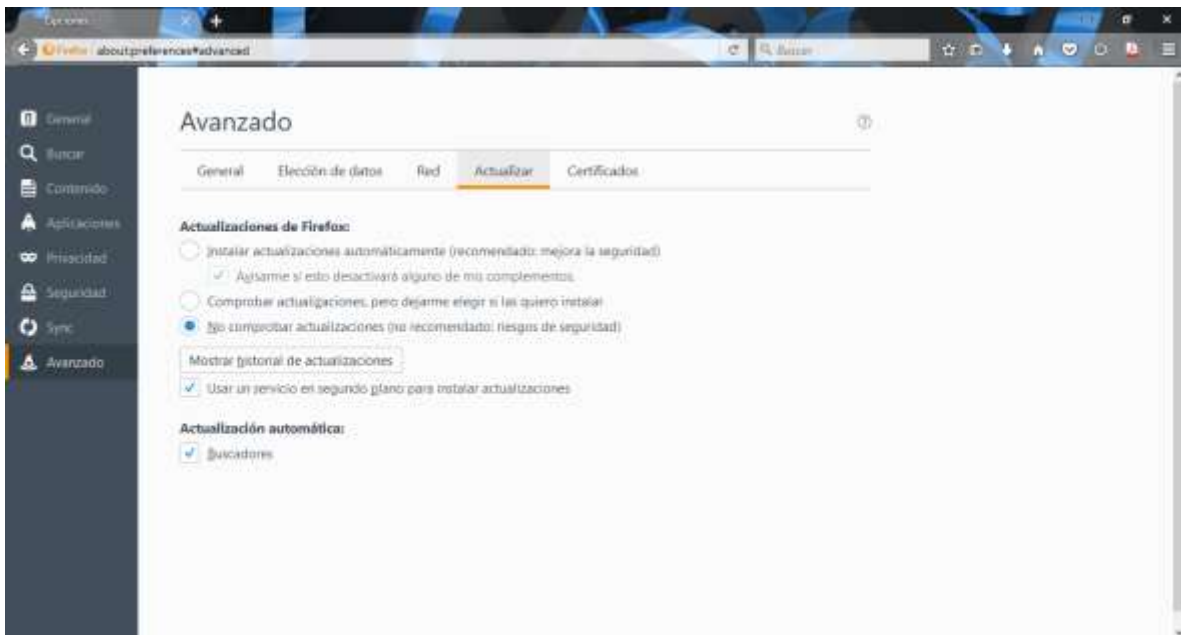 Opciones
Firefox about:preferences#advanced
Buscar
General
Buscar
Contenido
Aplicaciones
Privacidad
Seguridad
Sync
Avanzado
Avanzado
General Elección de datos Red Actualizar Certificados
Actualizaciones de Firefox:
Instalar actualizaciones automáticamente (recomendado: mejora la seguridad)
Avisarme si esto desactivará alguno de mis complementos.
Comprobar actualizaciones, pero dejarme elegir si las quiero instalar
No comprobar actualizaciones (no recomendado: riesgos de seguridad)
Mostrar historial de actualizaciones
Usar un servicio en segundo plano para instalar actualizaciones
Actualización automática:
Buscadores